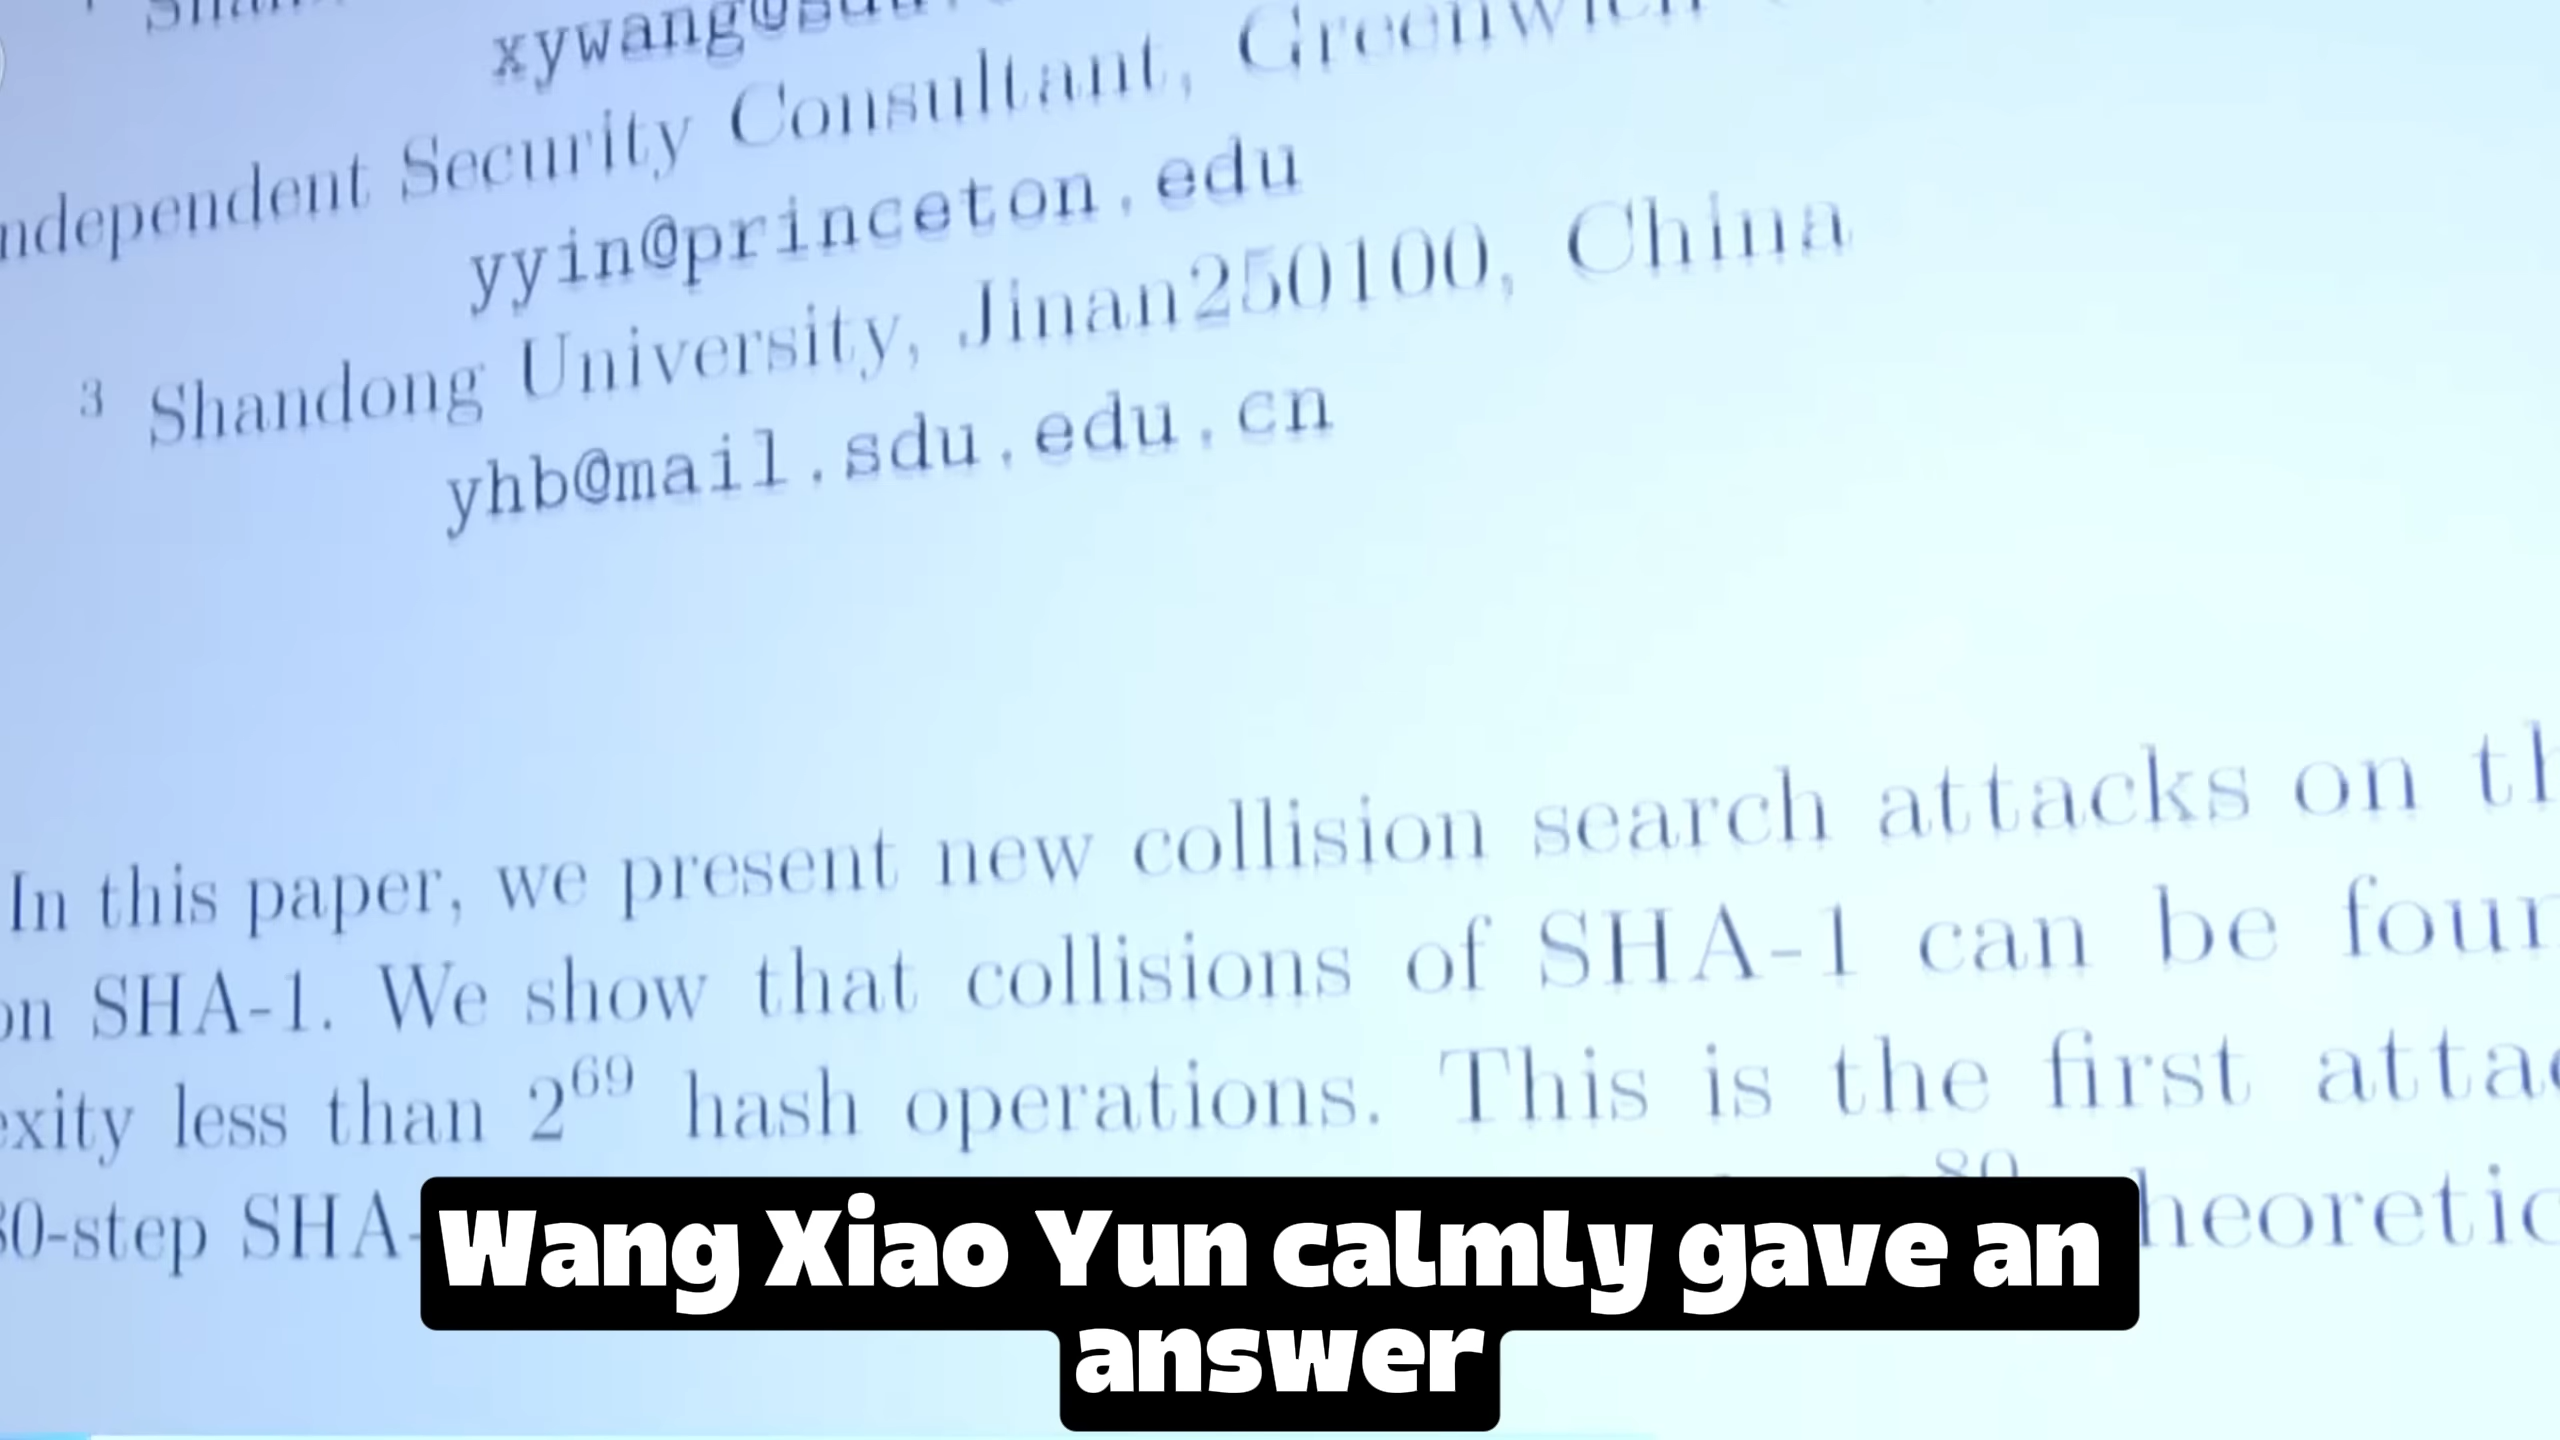 ndependent Security Consultant, Greenwich
yyin@princeton.edu
3 Shandong University, Jinan250100, China
yhb@mail.sdu.edu.cn
In this paper, we present new collision search attacks on
on SHA-1. We show that collisions of SHA-1 can be
exity less than 2^69 hash operations. This is the first
80-step SHA-
Wang Xiao Yun calmly gave an
answer